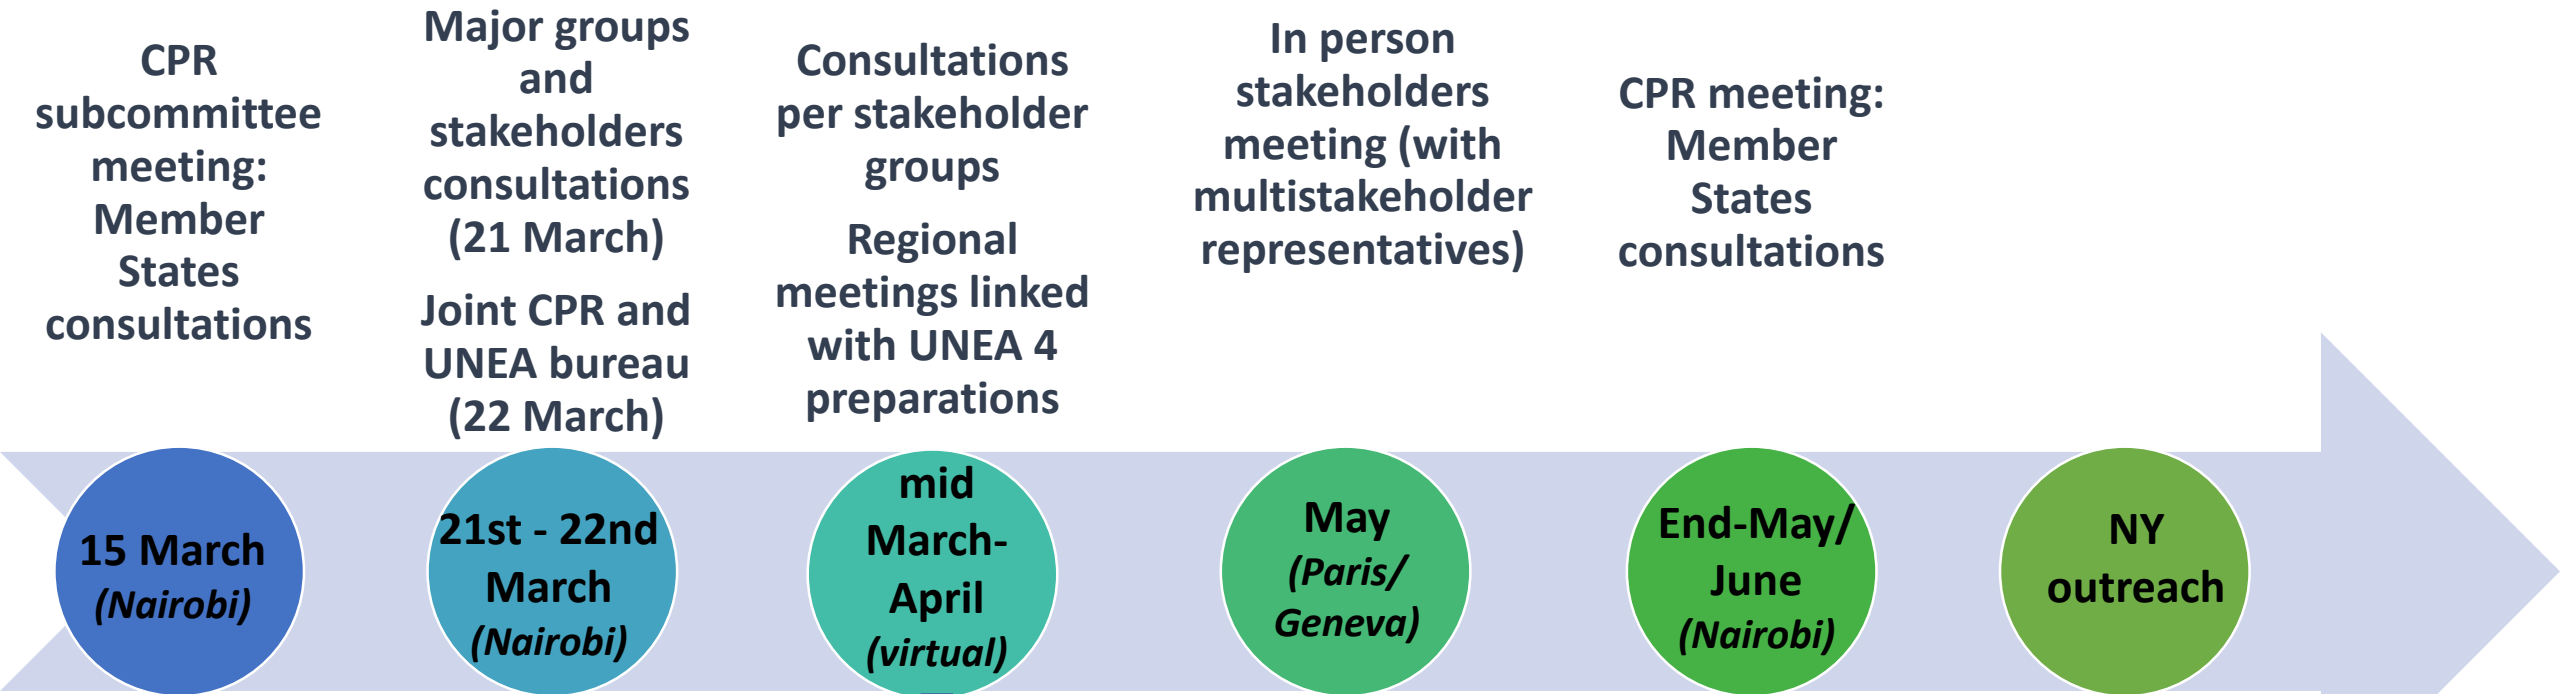 CPR
subcommittee
meeting:
Member
States
consultations
Major groups
and
stakeholders
consultations
(21 March)
Joint CPR and
UNEA bureau
(22 March)
Consultations
per stakeholder
groups
Regional
meetings linked
with UNEA 4
preparations
In person
stakeholders
meeting (with
multistakeholder
representatives)
CPR meeting:
Member
States
consultations
15 March
(Nairobi)
21st - 22nd
March
(Nairobi)
mid
March-
April
(virtual)
May
(Paris/
Geneva)
End-May/
June
(Nairobi)
NY
outreach